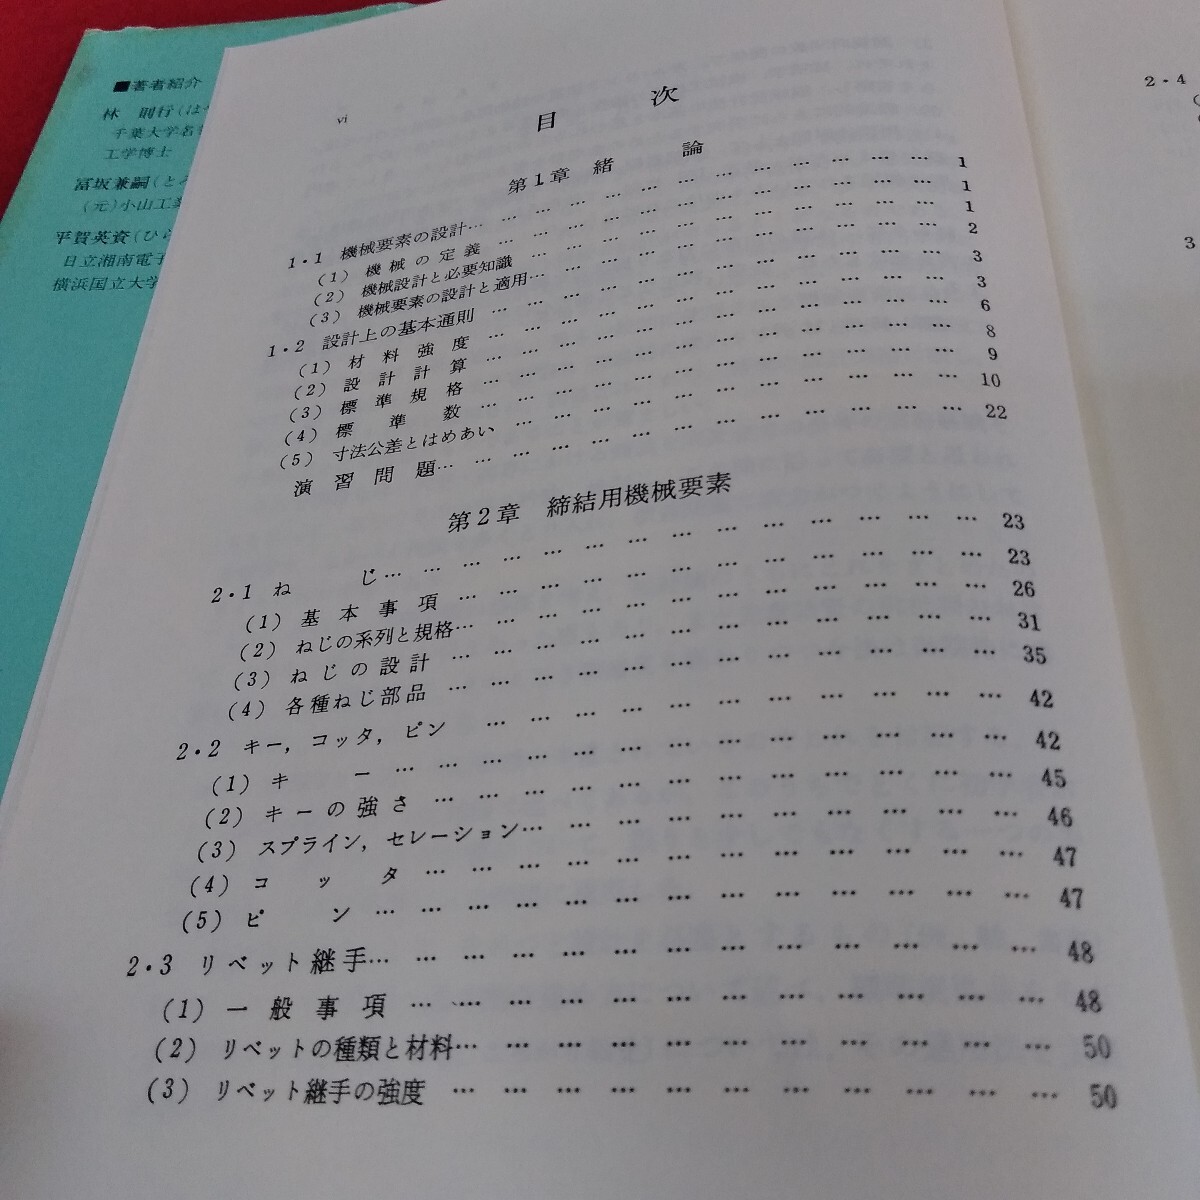 ■著者紹介
林 則行(は
千葉大学名
工学博士
冨坂兼嗣(と
(元)小山工業
平賀英資(ひら
日立湘南電子
横浜国立大学
vi
目 次
第1章 緒 論
1・1 機械要素の設計… … … … … … … … … … … 1
(1) 機械の定義 … … … … … … … … … … … 1
(2) 機械設計と必要知識 … … … … … … … … … … 1
(3) 機械要素の設計と適用… … … … … … … … … … 2
1・2 設計上の基本通則 … … … … … … … … … … … 3
(1) 材料強度 … … … … … … … … … … … … 3
(2) 設計計算 … … … … … … … … … … … … 6
(3) 標準規格 … … … … … … … … … … … … 8
(4) 標準数 … … … … … … … … … … … … 9
(5) 寸法公差とはめあい … … … … … … … … … … 10
演習問題… … … … … … … … … … … … … 22
第2章 締結用機械要素
2・1 ねじ… … … … … … … … … … … … … 23
(1) 基本事項 … … … … … … … … … … … … 23
(2) ねじの系列と規格… … … … … … … … … … … … 26
(3) ねじの設計 … … … … … … … … … … … … 31
(4) 各種ねじ部品 … … … … … … … … … … … … 35
2・2 キー，コッタ，ピン … … … … … … … … … … … 42
(1) キー … … … … … … … … … … … … … 42
(2) キーの強さ … … … … … … … … … … … … 45
(3) スプライン，セレーション… … … … … … … … … … 46
(4) コッタ … … … … … … … … … … … … 47
(5) ピン … … … … … … … … … … … … … 47
2・3 リベット継手… … … … … … … … … … … … … 48
(1) 一般事項 … … … … … … … … … … … … 48
(2) リベットの種類と材料… … … … … … … … … … … 50
(3) リベット継手の強度 … … … … … … … … … … … 50
2・4
3